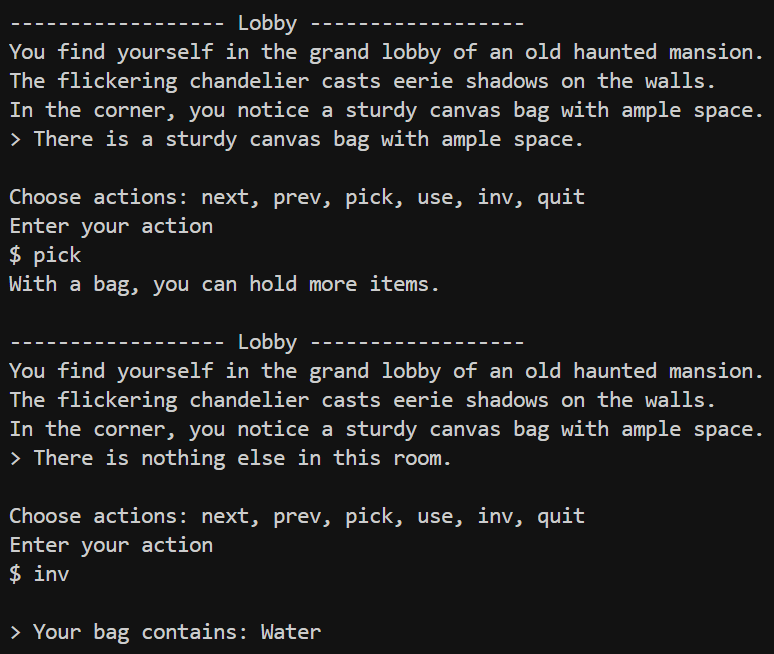 ------------------ Lobby ------------------
You find yourself in the grand lobby of an old haunted mansion.
The flickering chandelier casts eerie shadows on the walls.
In the corner, you notice a sturdy canvas bag with ample space.
> There is a sturdy canvas bag with ample space.

Choose actions: next, prev, pick, use, inv, quit
Enter your action
$ pick
With a bag, you can hold more items.

------------------ Lobby ------------------
You find yourself in the grand lobby of an old haunted mansion.
The flickering chandelier casts eerie shadows on the walls.
In the corner, you notice a sturdy canvas bag with ample space.
> There is nothing else in this room.

Choose actions: next, prev, pick, use, inv, quit
Enter your action
$ inv

> Your bag contains: Water